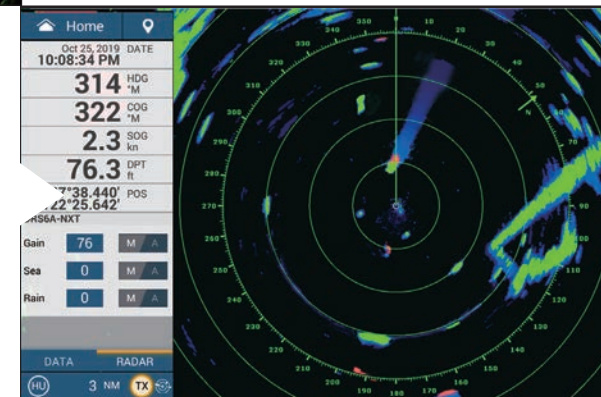 Home
Oct 25, 2019 DATE
10:08:34 PM
314 HDG °M
322 COG °M
2.3 SOG kn
76.3 DPT ft
7°38.440' POS
22°25.642'
RS6A-NXT
Gain 76 M A
Sea 0 M A
Rain 0 M A
DATA RADAR
HU 3 NM TX
350 10
340 20
330 30
320 40
310 50
300
290
N
280
270
260 100
250 110
240 120
230 130
220 140
210 150
200 160
190 180 170